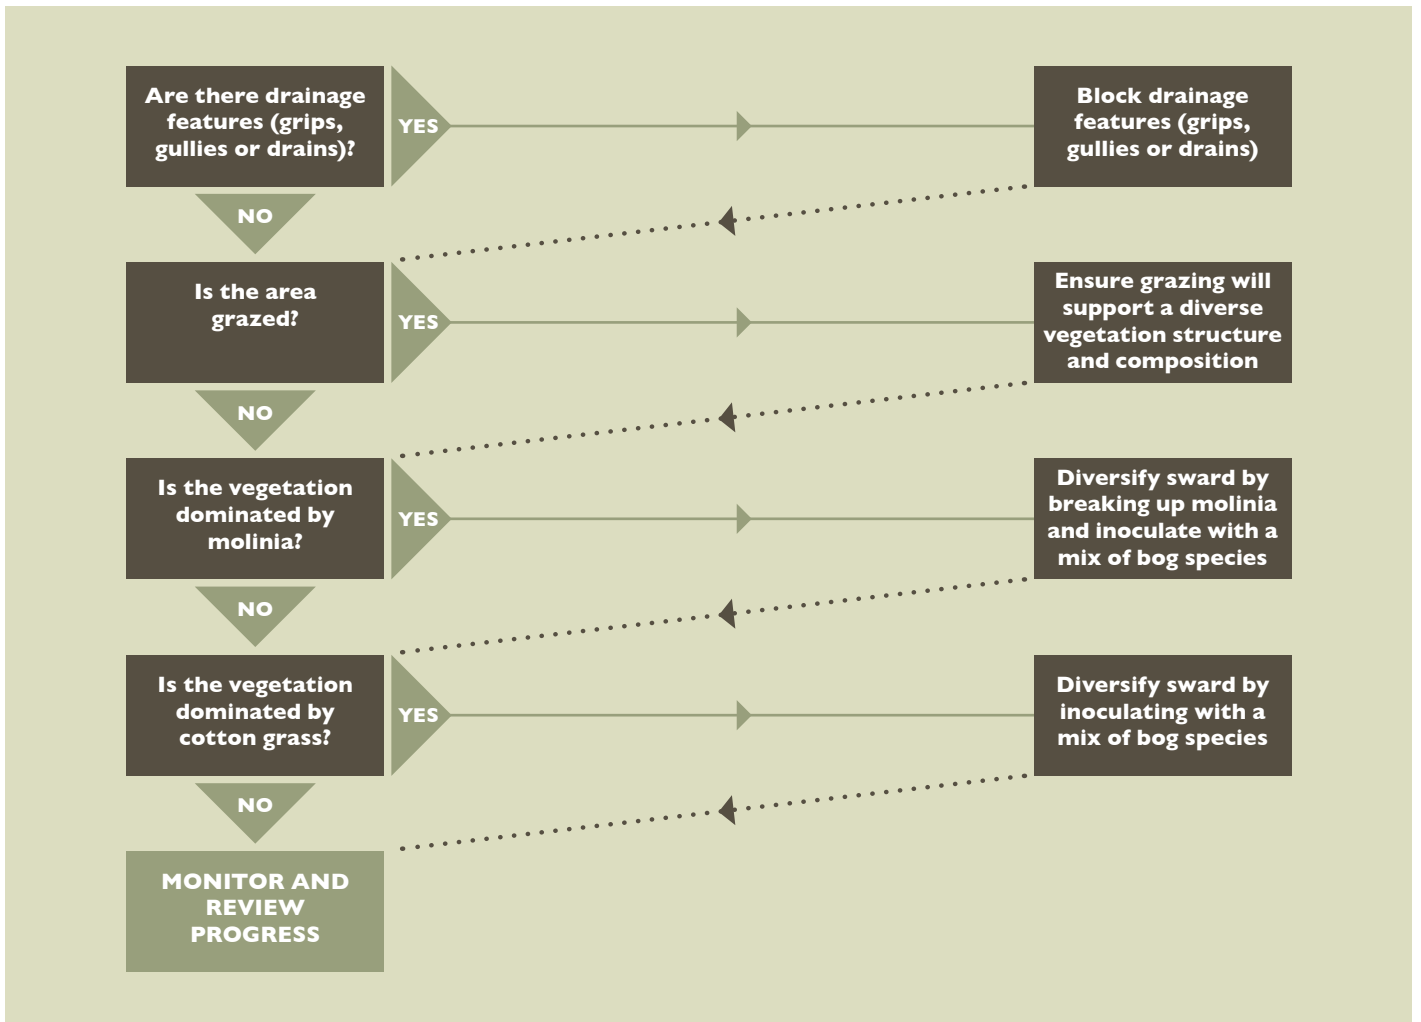 Are there drainage
features (grips,
gullies or drains)?
YES
Block drainage
features (grips,
gullies or drains)
NO
Is the area
grazed?
YES
Ensure grazing will
support a diverse
vegetation structure
and composition
NO
Is the vegetation
dominated by
molinia?
YES
Diversify sward by
breaking up molinia
and inoculate with a
mix of bog species
NO
Is the vegetation
dominated by
cotton grass?
YES
Diversify sward by
inoculating with a
mix of bog species
NO
MONITOR AND
REVIEW
PROGRESS